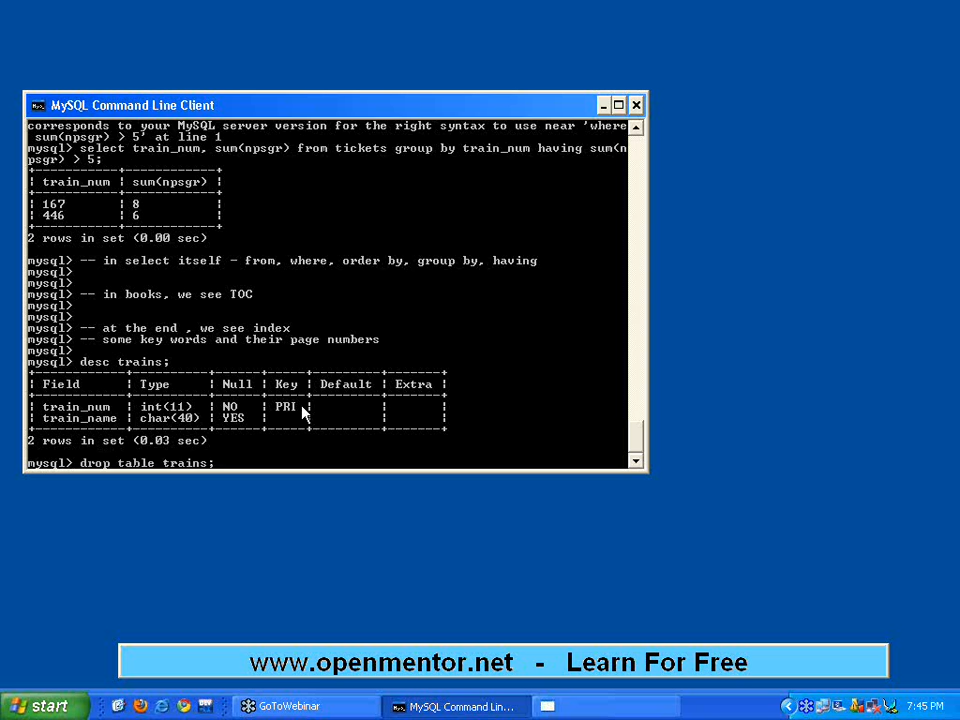 MySQL Command Line Client
corresponds to your MySQL server version for the right syntax to use near 'where
sum(npsgr) > 5' at line 1
mysql> select train_num, sum(npsgr) from tickets group by train_num having sum(n
psgr) > 5;
+-----------+------------+
| train_num | sum(npsgr) |
+-----------+------------+
| 167 | 8 |
| 446 | 6 |
+-----------+------------+
2 rows in set (0.00 sec)
mysql> -- in select itself - from, where, order by, group by, having
mysql>
mysql>
mysql> -- in books, we see TOC
mysql>
mysql>
mysql> -- at the end , we see index
mysql> -- some key words and their page numbers
mysql>
mysql> desc trains;
+------------+----------+------+-----+---------+-------+
| Field | Type | Null | Key | Default | Extra |
+------------+----------+------+-----+---------+-------+
| train_num | int(11) | NO | PRI | | |
| train_name | char(40) | YES | | | |
+------------+----------+------+-----+---------+-------+
2 rows in set (0.03 sec)
mysql> drop table trains;
www.openmentor.net - Learn For Free
start GoToWebinar MySQL Command Lin... 7:45 PM